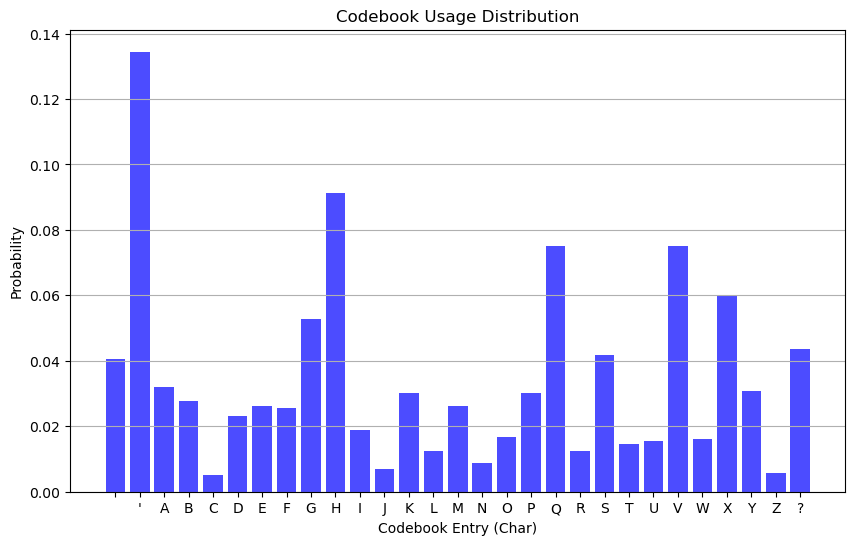 Codebook Usage Distribution
0.14
0.12
0.10
0.08
0.06
0.04
0.02
0.00
Probability
' A B C D E F G H I J K L M N O P Q R S T U V W X Y Z ?
Codebook Entry (Char)